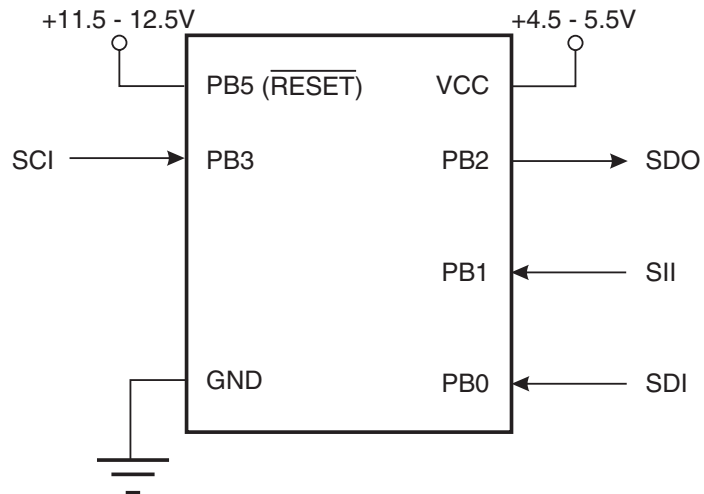 +11.5 - 12.5V
+4.5 - 5.5V
PB5 (RESET)
VCC
SCI
PB3
PB2
SDO
PB1
SII
GND
PB0
SDI